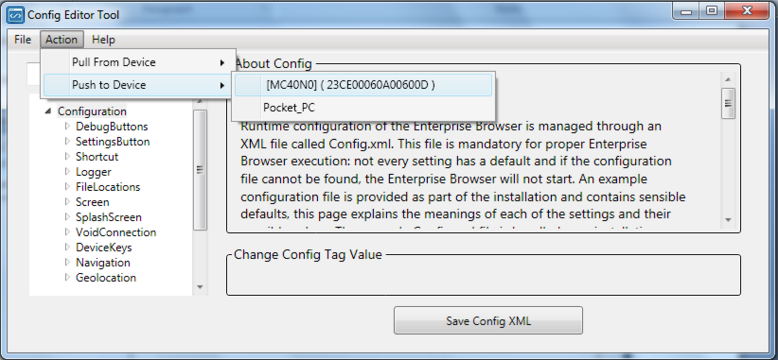 Config Editor Tool
File Action Help
Pull From Device
Push to Device
[MC40N0] ( 23CE00060A00600D )
Pocket_PC
Configuration
DebugButtons
SettingsButton
Shortcut
Logger
FileLocations
Screen
SplashScreen
VoidConnection
DeviceKeys
Navigation
Geolocation
About Config
Runtime configuration of the Enterprise Browser is managed through an
XML file called Config.xml. This file is mandatory for proper Enterprise
Browser execution: not every setting has a default and if the configuration
file cannot be found, the Enterprise Browser will not start. An example
configuration file is provided as part of the installation and contains sensible
defaults, this page explains the meanings of each of the settings and their
Change Config Tag Value
Save Config XML